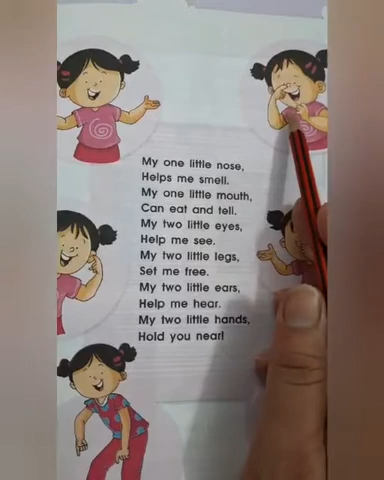 My one little nose,
Helps me smell.
My one little mouth,
Can eat and tell.
My two little eyes,
Help me see.
My two little legs,
Set me free.
My two little ears,
Help me hear.
My two little hands,
Hold you near!